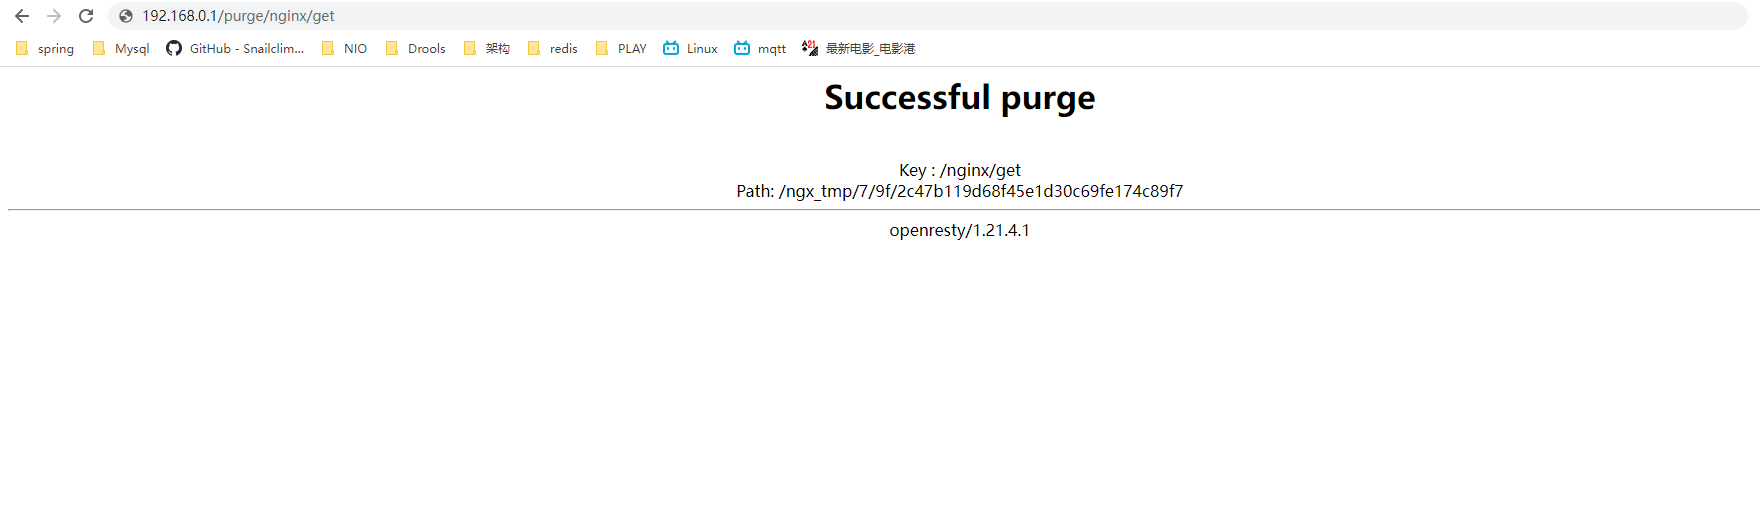 192.168.0.1/purge/nginx/get
spring Mysql GitHub - Snailclim... NIO Drools 架构 redis PLAY Linux mqtt 最新电影_电影港
Successful purge
Key : /nginx/get
Path: /ngx_tmp/7/9f/2c47b119d68f45e1d30c69fe174c89f7
openresty/1.21.4.1